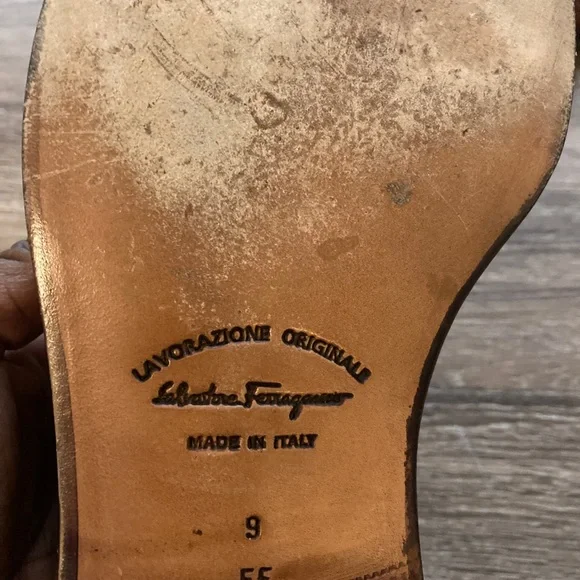 LAVORAZIONE ORIGINALE
Salvatore Ferragamo
MADE IN ITALY
9